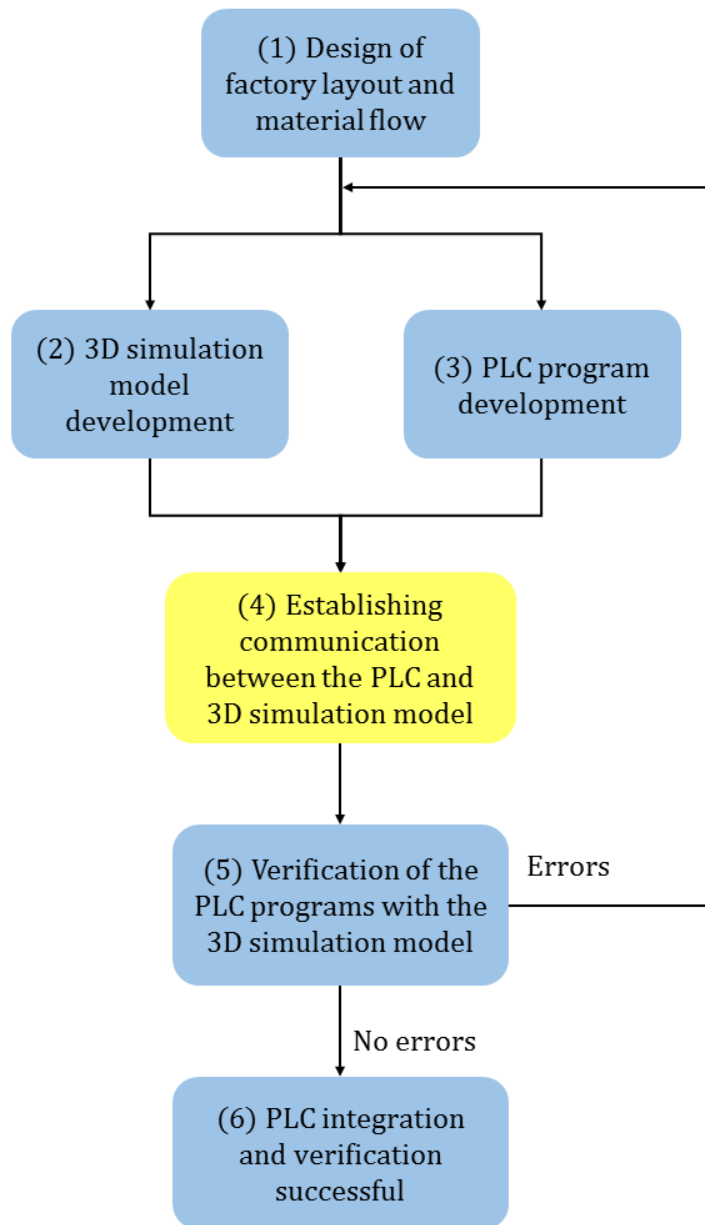 (1) Design of
factory layout and
material flow
(2) 3D simulation
model
development
(3) PLC program
development
(4) Establishing
communication
between the PLC and
3D simulation model
(5) Verification of the
PLC programs with the
3D simulation model
Errors
No errors
(6) PLC integration
and verification
successful